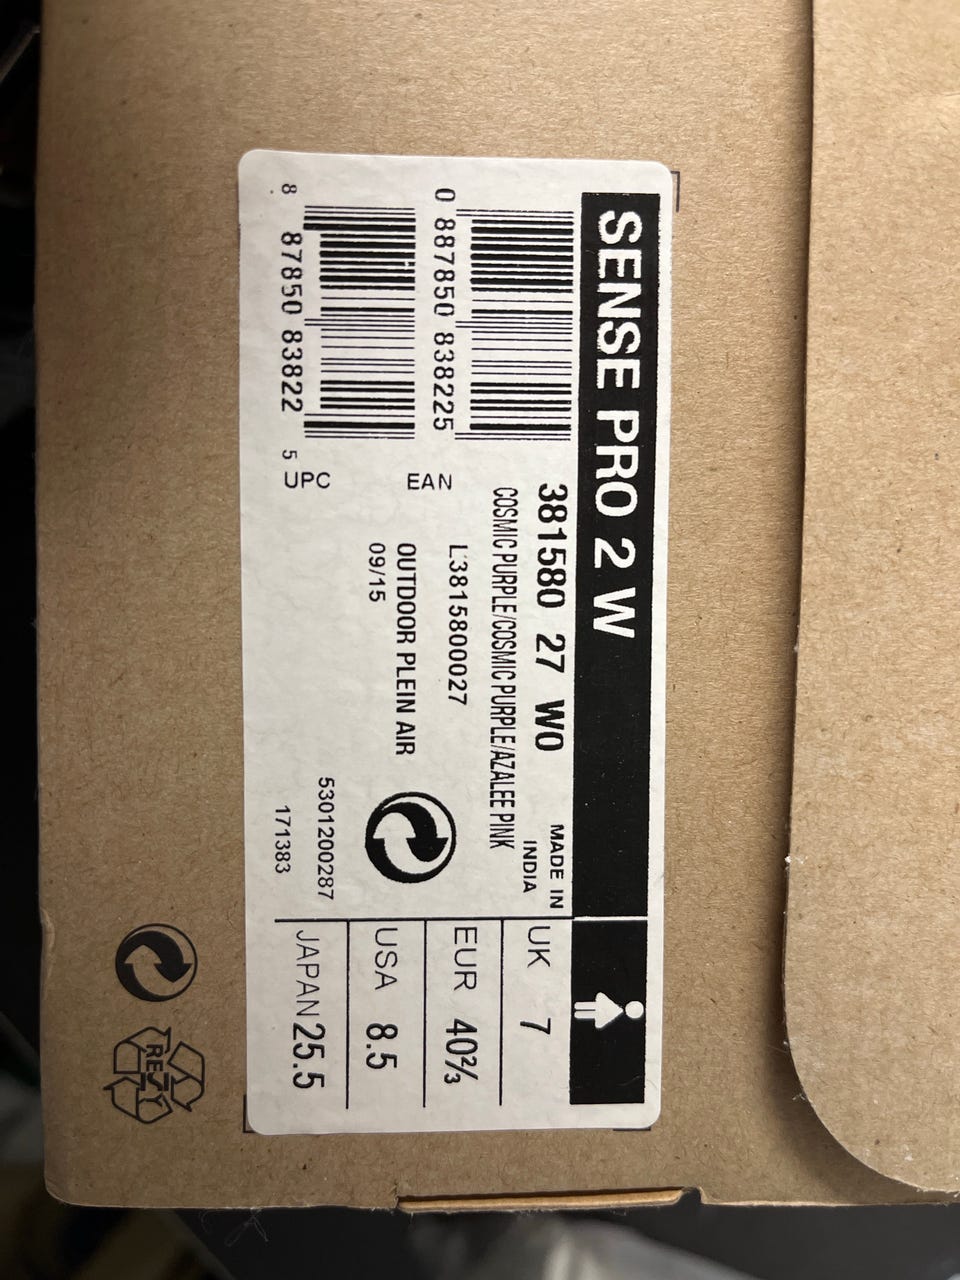 SENSE PRO 2 W
381580 27 W0
MADE IN
INDIA
COSMIC PURPLE/COSMIC PURPLE/AZALEE PINK
0 887850 838225
EAN
L3815800027
OUTDOOR PLEIN AIR
09/15
8 87850 83822 5
UPC
5301200287
171383
UK 7
EUR 40⅔
USA 8.5
JAPAN 25.5